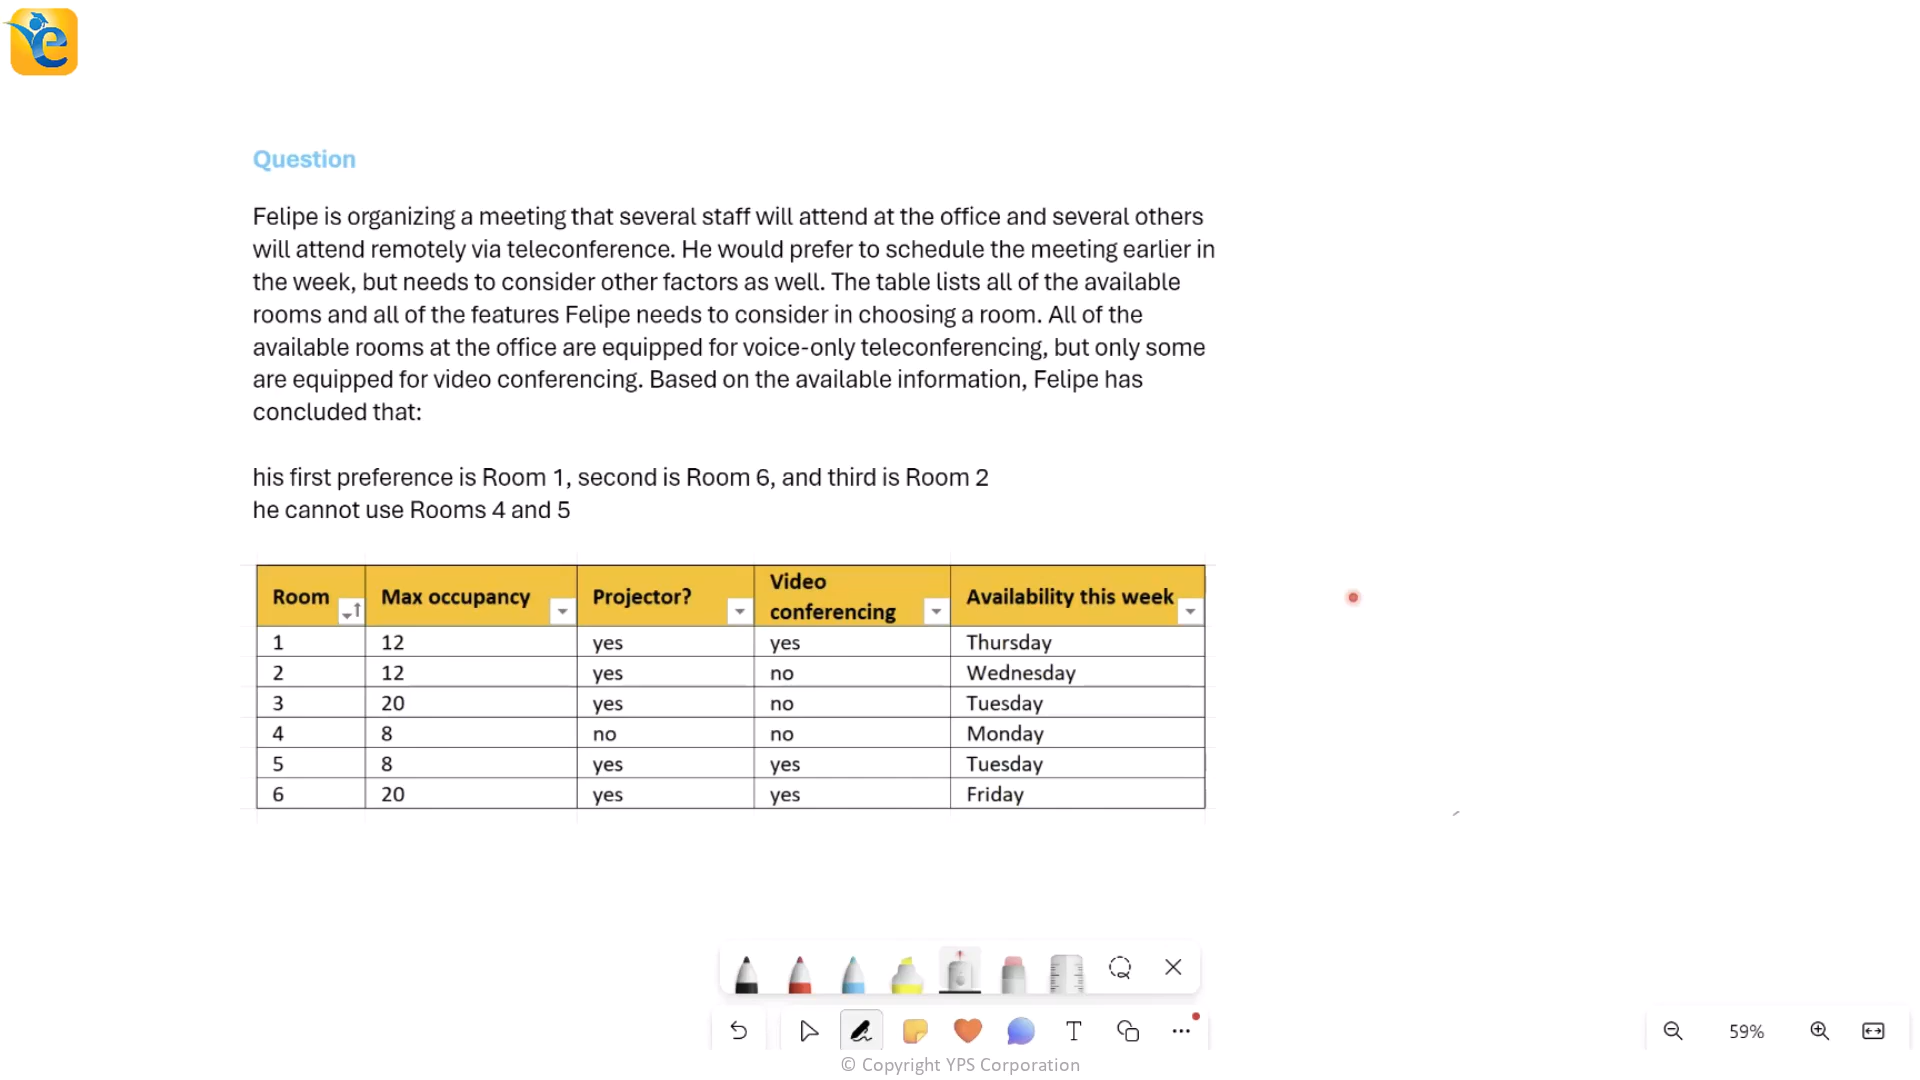 Question
Felipe is organizing a meeting that several staff will attend at the office and several others
will attend remotely via teleconference. He would prefer to schedule the meeting earlier in
the week, but needs to consider other factors as well. The table lists all of the available
rooms and all of the features Felipe needs to consider in choosing a room. All of the
available rooms at the office are equipped for voice-only teleconferencing, but only some
are equipped for video conferencing. Based on the available information, Felipe has
concluded that:
his first preference is Room 1, second is Room 6, and third is Room 2
he cannot use Rooms 4 and 5
Room Max occupancy Projector? Video conferencing Availability this week
1 12 yes yes Thursday
2 12 yes no Wednesday
3 20 yes no Tuesday
4 8 no no Monday
5 8 yes yes Tuesday
6 20 yes yes Friday
59%
© Copyright YPS Corporation